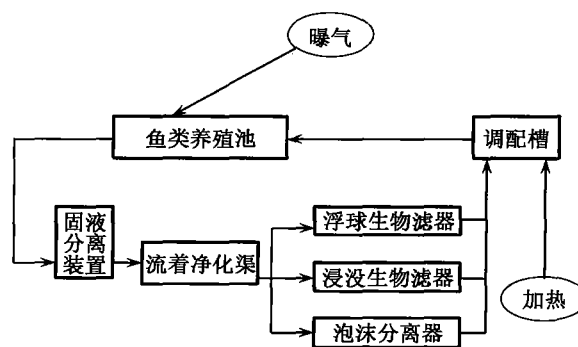 曝气
鱼类养殖池
调配槽
固液
分离
装置
流着净化渠
浮球生物滤器
浸没生物滤器
泡沫分离器
加热